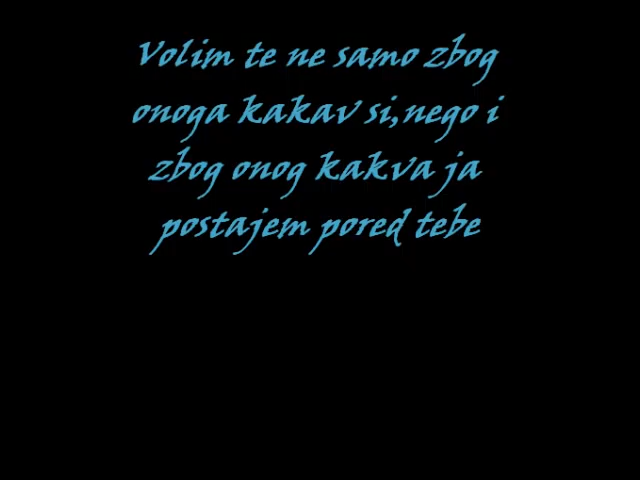 Volim te ne samo zbog
onoga kakav si,nego i
zbog onog kakva ja
postajem pored tebe